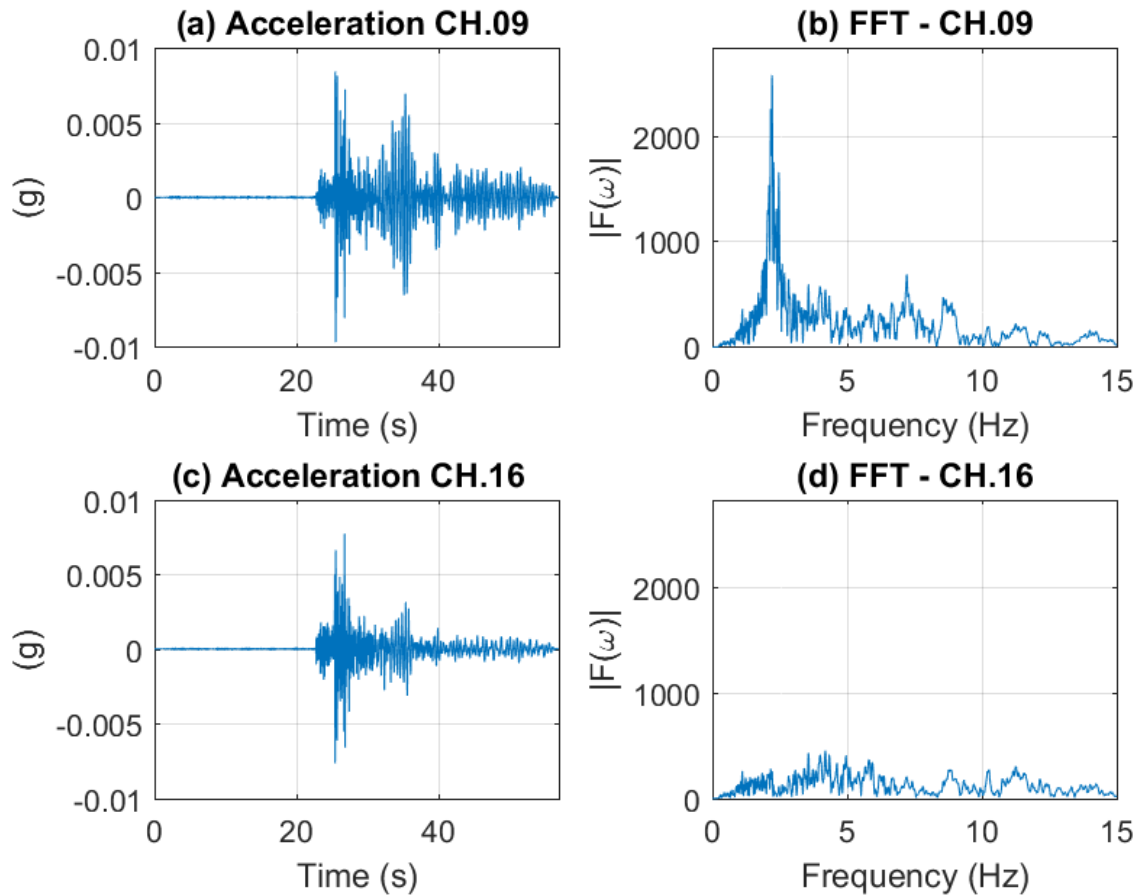 (a) Acceleration CH.09
0.01
0.005
0
-0.005
-0.01
(g)
0 20 40
Time (s)
(b) FFT - CH.09
2000
1000
0
|F(ω)|
0 5 10 15
Frequency (Hz)
(c) Acceleration CH.16
0.01
0.005
0
-0.005
-0.01
(g)
0 20 40
Time (s)
(d) FFT - CH.16
2000
1000
0
|F(ω)|
0 5 10 15
Frequency (Hz)